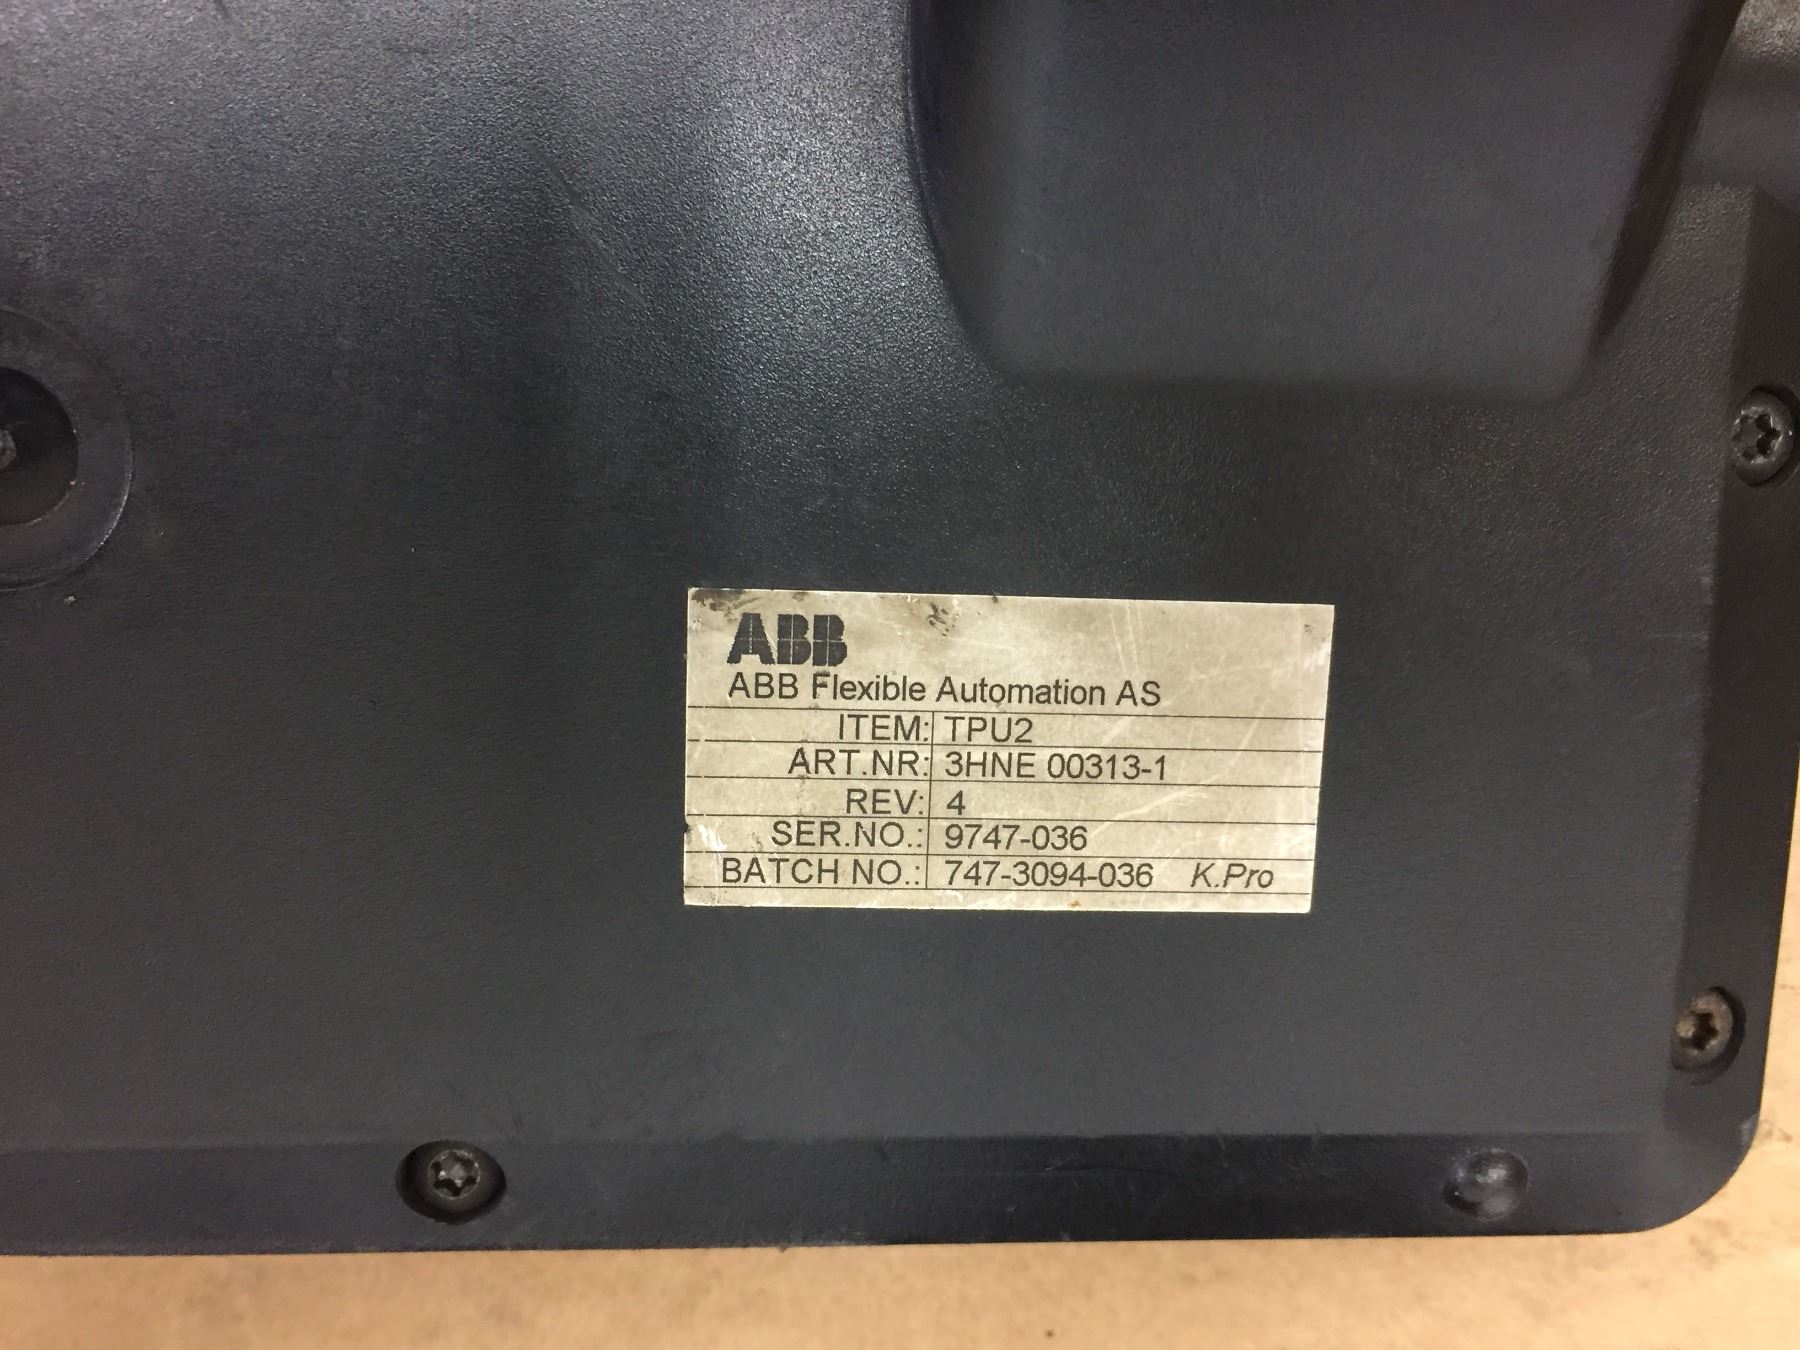 ABB
ABB Flexible Automation AS
ITEM: TPU2
ART.NR: 3HNE 00313-1
REV: 4
SER.NO.: 9747-036
BATCH NO.: 747-3094-036 K.Pro